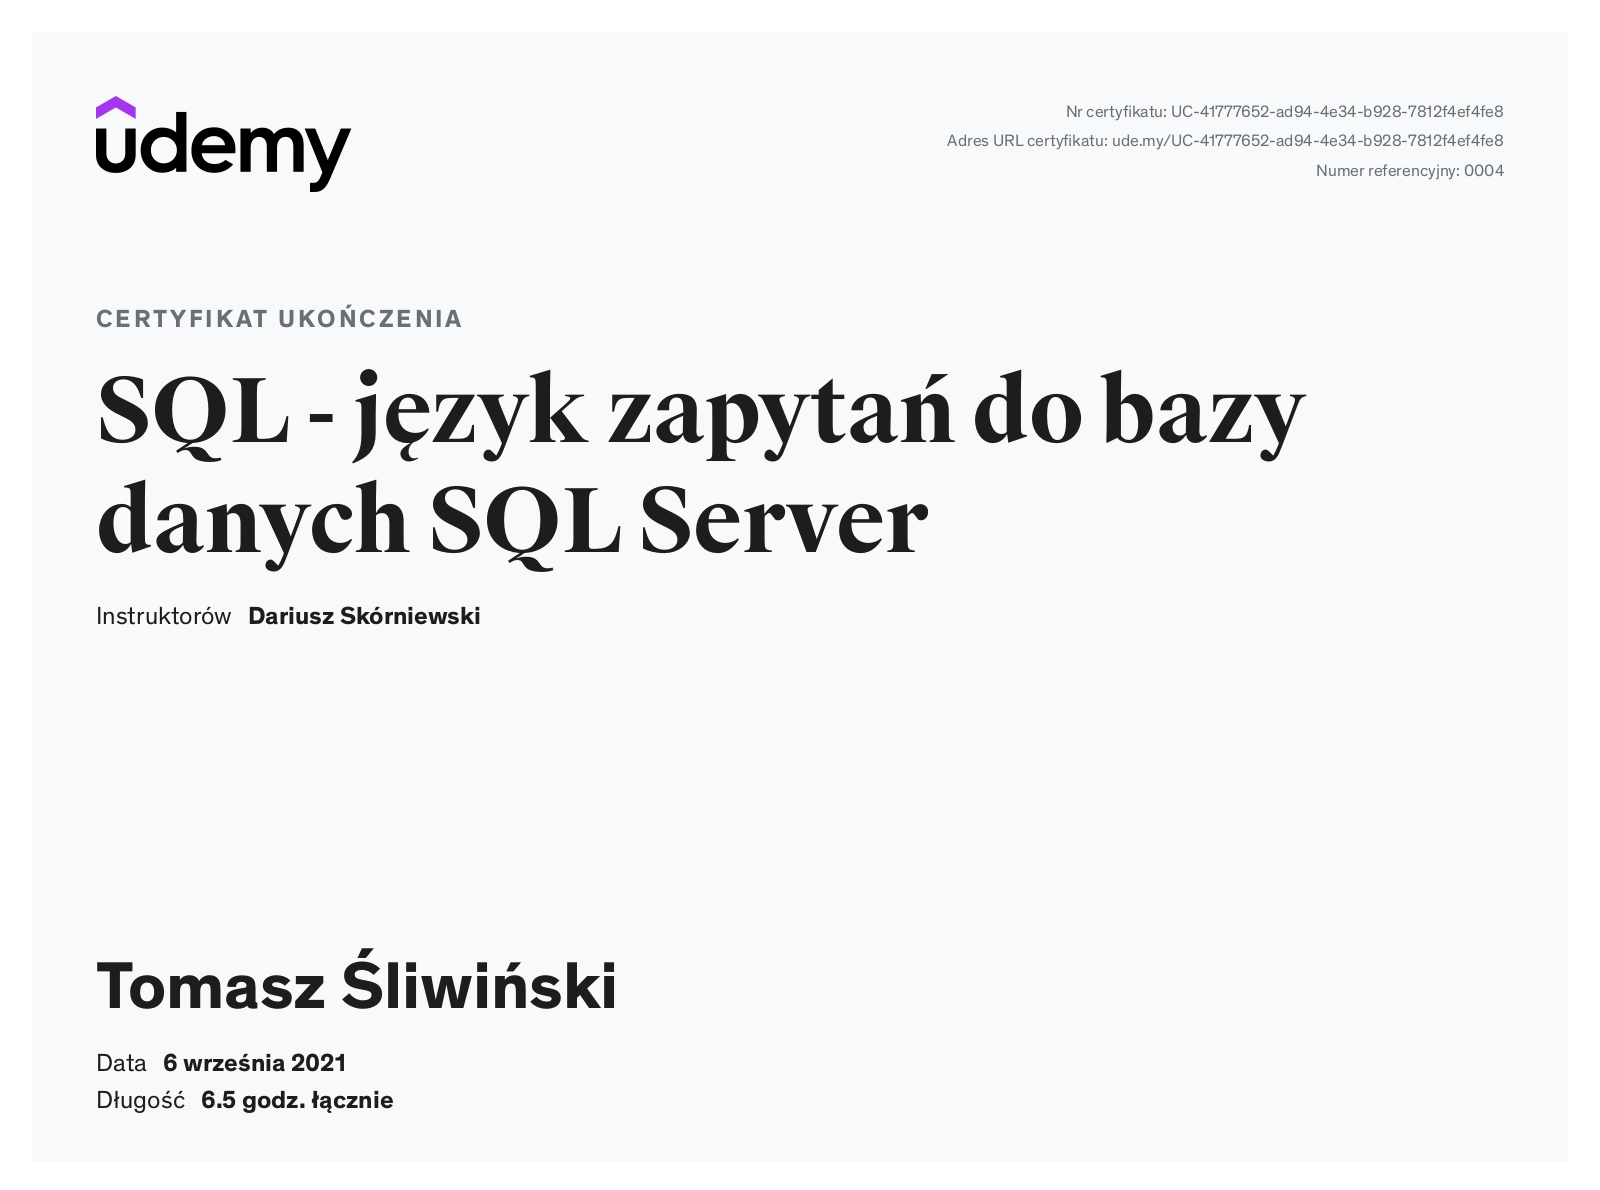 udemy
Nr certyfikatu: UC-41777652-ad94-4e34-b928-7812f4ef4fe8
Adres URL certyfikatu: ude.my/UC-41777652-ad94-4e34-b928-7812f4ef4fe8
Numer referencyjny: 0004
CERTYFIKAT UKOŃCZENIA
SQL - język zapytań do bazy
danych SQL Server
Instruktorów Dariusz Skórniewski
Tomasz Śliwiński
Data 6 września 2021
Długość 6.5 godz. łącznie